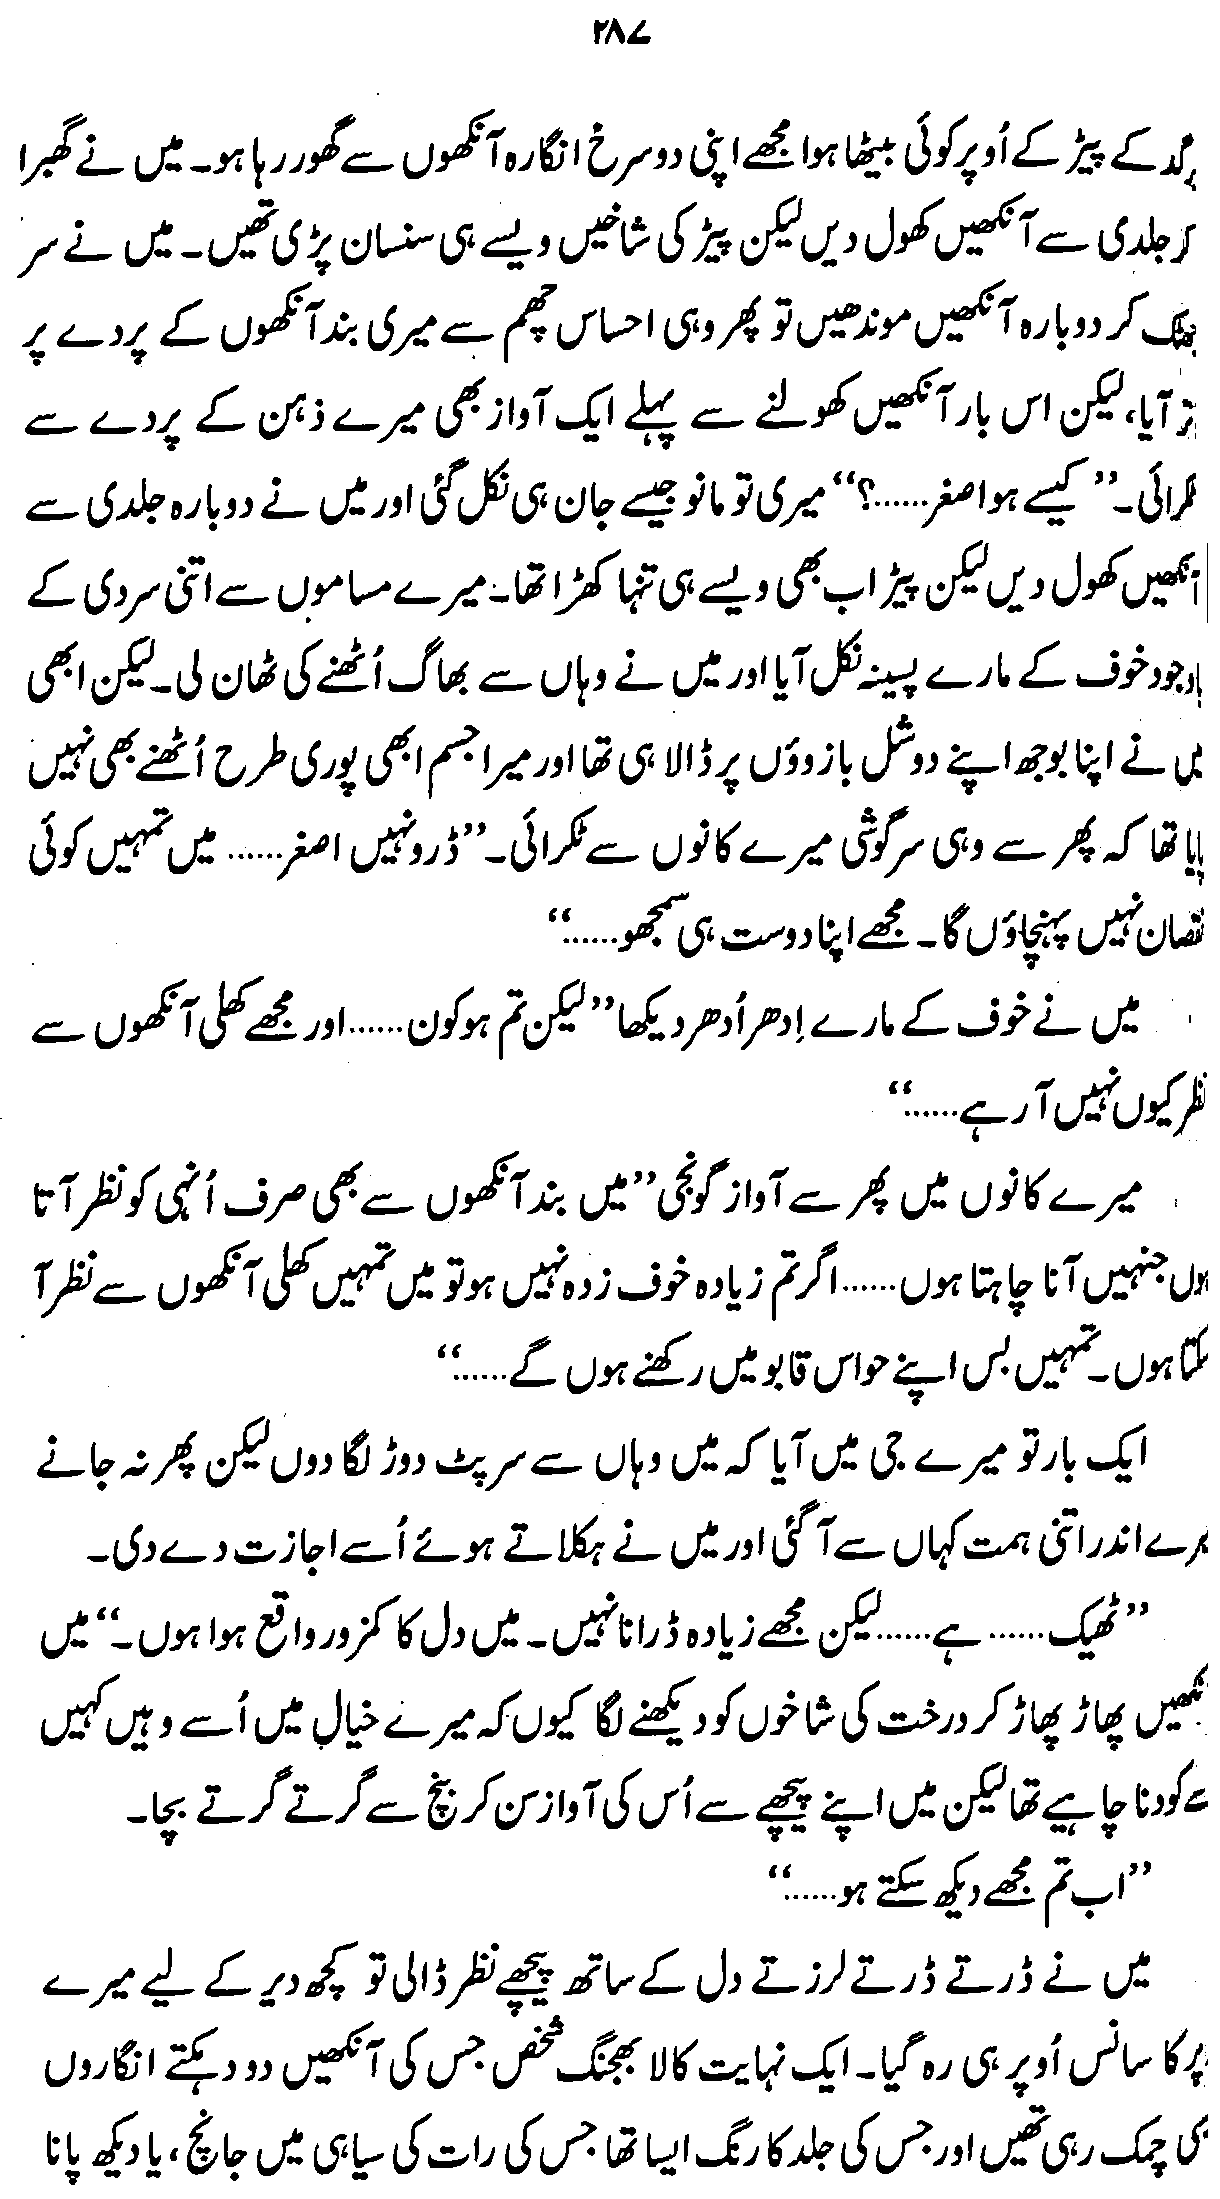 ۲۸۷
برگد کے پیڑ کے اُوپر کوئی بیٹھا ہوا مجھے اپنی دو سرخ انگارہ آنکھوں سے گھور رہا ہو۔ میں نے گھبرا
کر جلدی سے آنکھیں کھول دیں لیکن پیڑ کی شاخیں ویسے ہی سنسان پڑی تھیں۔ میں نے سر
جھٹک کر دوبارہ آنکھیں موندھیں تو پھر وہی احساس چھم سے میری بند آنکھوں کے پردے پر
اتر آیا، لیکن اس بار آنکھیں کھولنے سے پہلے ایک آواز بھی میرے ذہن کے پردے سے
ٹکرائی۔ ”کیسے ہو اصغر......؟“ میری تو مانو جیسے جان ہی نکل گئی اور میں نے دوبارہ جلدی سے
آنکھیں کھول دیں لیکن پیڑ اب بھی ویسے ہی تنہا کھڑا تھا۔ میرے مساموں سے اتنی سردی کے
باوجود خوف کے مارے پسینہ نکل آیا اور میں نے وہاں سے بھاگ اُٹھنے کی ٹھان لی۔ لیکن ابھی
میں نے اپنا بوجھ اپنے دو شل بازوؤں پر ڈالا ہی تھا اور میرا جسم ابھی پوری طرح اُٹھنے بھی نہیں
پایا تھا کہ پھر سے وہی سرگوشی میرے کانوں سے ٹکرائی۔ ”ڈرو نہیں اصغر...... میں تمہیں کوئی
نقصان نہیں پہنچاؤں گا۔ مجھے اپنا دوست ہی سمجھو......“
میں نے خوف کے مارے اِدھر اُدھر دیکھا ”لیکن تم ہو کون...... اور مجھے کھلی آنکھوں سے
نظر کیوں نہیں آ رہے......“
میرے کانوں میں پھر سے آواز گونجی ”میں بند آنکھوں سے بھی صرف اُنہی کو نظر آتا
ہوں جنہیں آنا چاہتا ہوں...... اگر تم زیادہ خوف زدہ نہیں ہو تو میں تمہیں کھلی آنکھوں سے نظر آ
سکتا ہوں۔ تمہیں بس اپنے حواس قابو میں رکھنے ہوں گے......“
ایک بار تو میرے جی میں آیا کہ میں وہاں سے سرپٹ دوڑ لگا دوں لیکن پھر نہ جانے
میرے اندر اتنی ہمت کہاں سے آ گئی اور میں نے ہکلاتے ہوئے اُسے اجازت دے دی۔
”ٹھیک...... ہے...... لیکن مجھے زیادہ ڈرانا نہیں۔ میں دل کا کمزور واقع ہوا ہوں۔“ میں
آنکھیں پھاڑ پھاڑ کر درخت کی شاخوں کو دیکھنے لگا کیوں کہ میرے خیال میں اُسے وہیں کہیں
سے کودنا چاہیے تھا لیکن میں اپنے پیچھے سے اُس کی آواز سن کر بنچ سے گرتے گرتے بچا۔
”اب تم مجھے دیکھ سکتے ہو......“
میں نے ڈرتے ڈرتے لرزتے دل کے ساتھ پیچھے نظر ڈالی تو کچھ دیر کے لیے میرے
اوپر کا سانس اُوپر ہی رہ گیا۔ ایک نہایت کالا بھجنگ شخص جس کی آنکھیں دو دہکتے انگاروں
کی چمک رہی تھیں اور جس کی جلد کا رنگ ایسا تھا جس کی رات کی سیاہی میں جانچ، یا دیکھ پانا